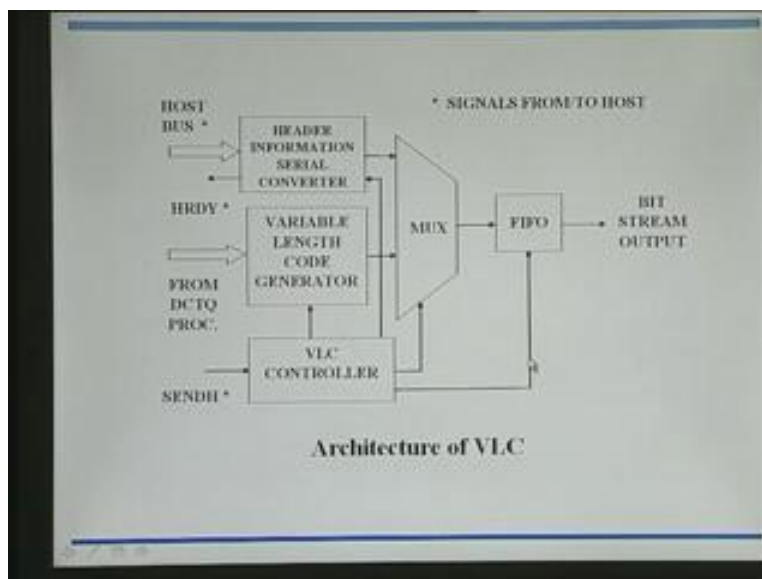 HOST
BUS *
* SIGNALS FROM/TO HOST
HEADER
INFORMATION
SERIAL
CONVERTER
HRDY *
VARIABLE
LENGTH
CODE
GENERATOR
MUX
FIFO
BIT
STREAM
OUTPUT
FROM
DCTQ
PROC.
VLC
CONTROLLER
SENDH *
Architecture of VLC